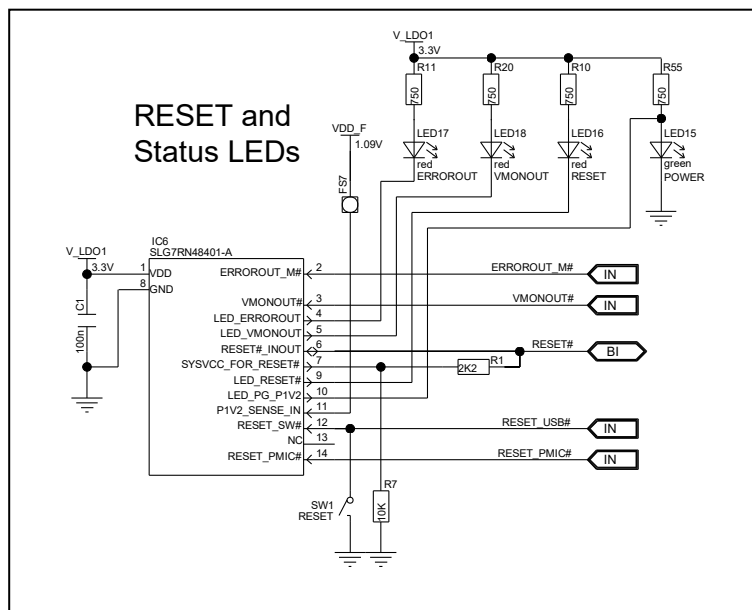 V_LDO1
3.3V
R11
R20
R10
R55
750
750
750
750
RESET and
Status LEDs
VDD_F
1.09V
LED17
LED18
LED16
LED15
red
red
red
green
ERROROUT
VMONOUT
RESET
POWER
FS7
IC6
SLG7RN48401-A
V_LDO1
3.3V
1
VDD
8
GND
C1
100n
ERROROUT_M#
2
ERROROUT_M#
IN
VMONOUT#
3
VMONOUT#
IN
LED_ERROROUT
4
LED_VMONOUT
5
RESET#_INOUT
6
RESET#
BI
SYSVCC_FOR_RESET#
7
2K2
R1
LED_RESET#
9
LED_PG_P1V2
10
P1V2_SENSE_IN
11
RESET_SW#
12
RESET_USB#
IN
NC
13
RESET_PMIC#
14
RESET_PMIC#
IN
R7
10K
SW1
RESET